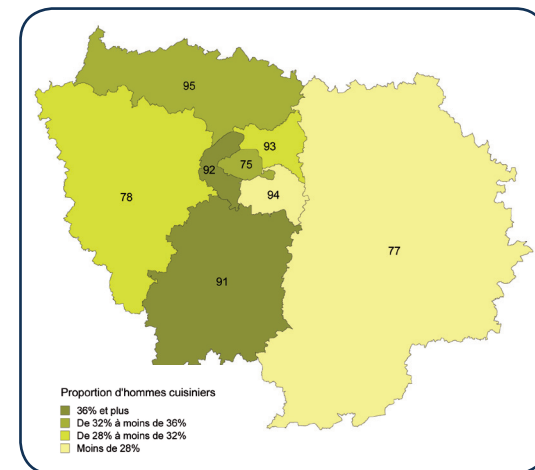 95
93
75
92
94
78
77
91
Proportion d'hommes cuisiniers
36% et plus
De 32% à moins de 36%
De 28% à moins de 32%
Moins de 28%